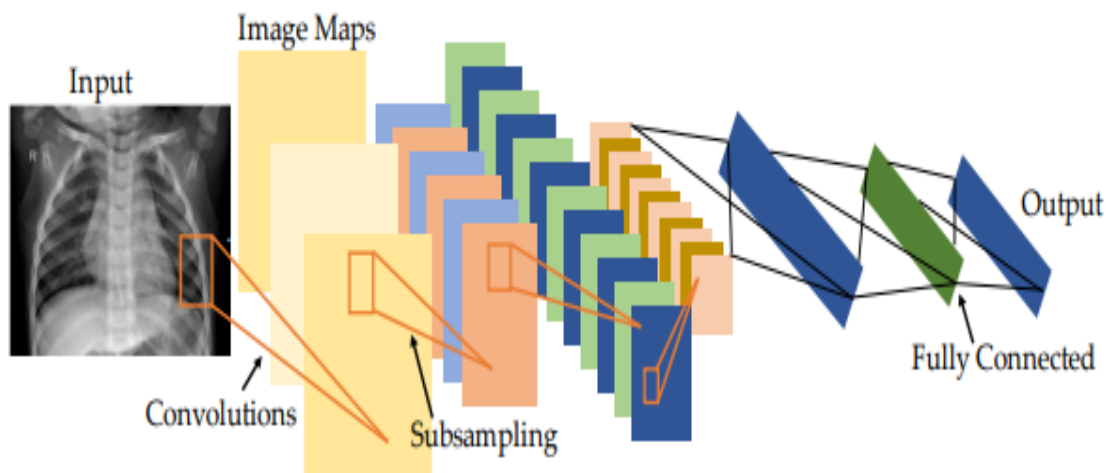 Image Maps
Input
R
Output
Fully Connected
Convolutions
Subsampling